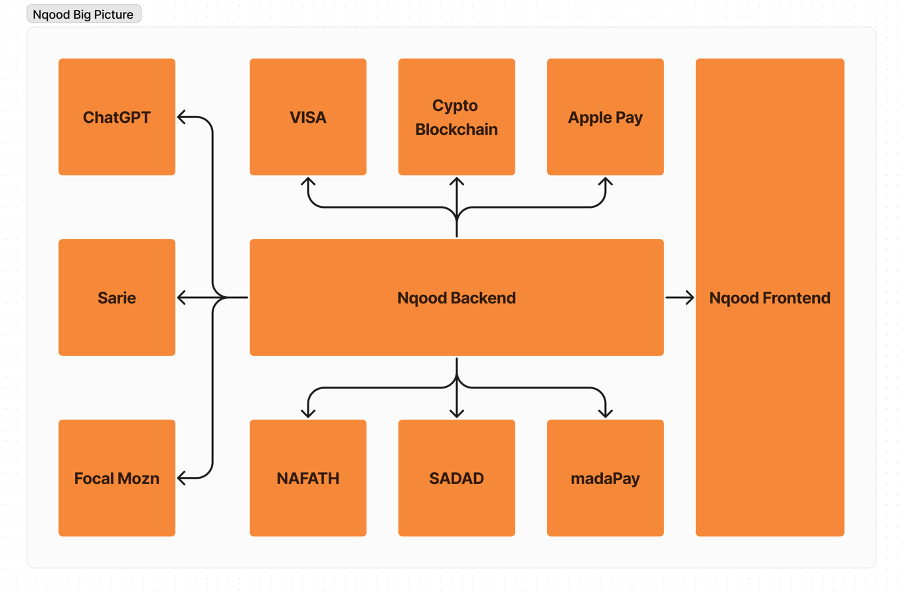 Nqood Big Picture
ChatGPT
VISA
Cypto
Blockchain
Apple Pay
Sarie
Nqood Backend
Nqood Frontend
Focal Mozn
NAFATH
SADAD
madaPay